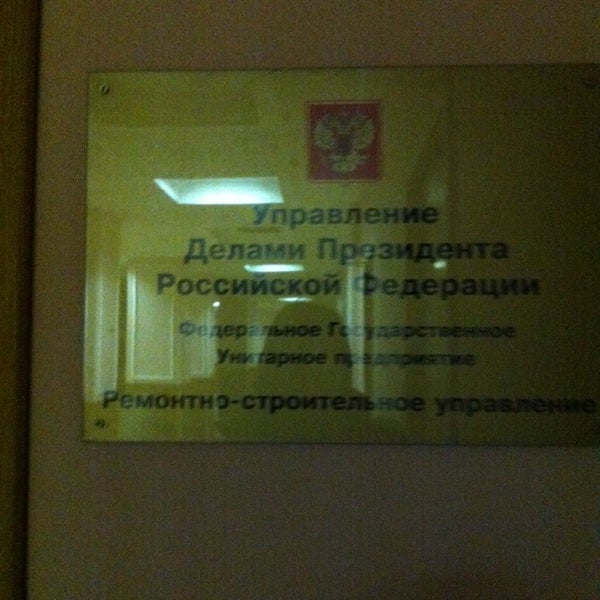 Управление
Делами Президента
Российской Федерации
Федеральное Государственное
Унитарное предприятие
Ремонтно-строительное управление